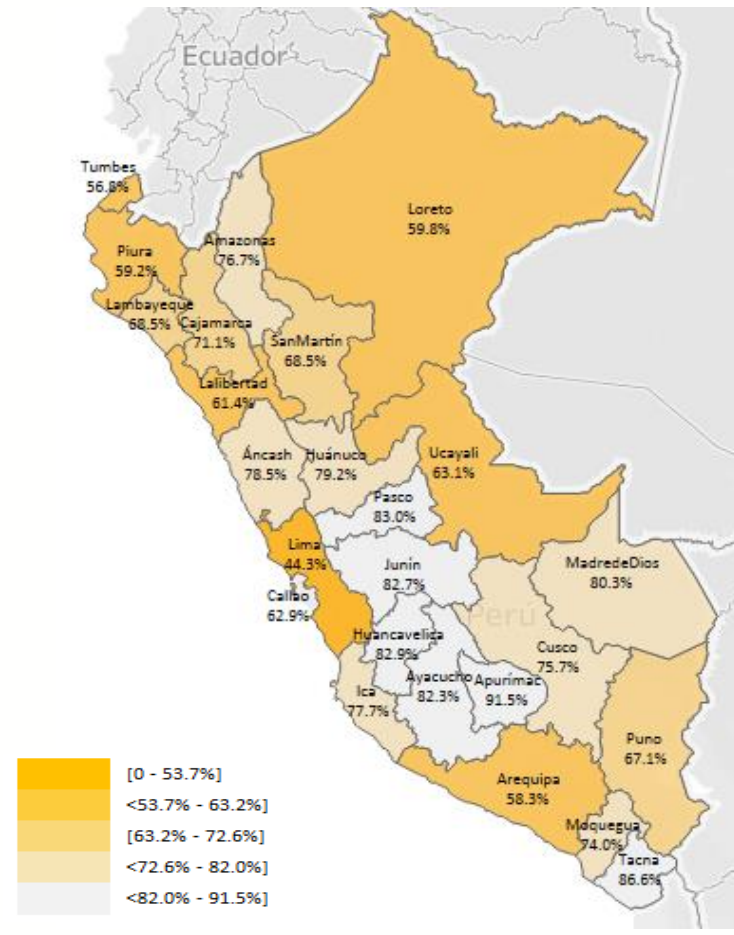 Ecuador
Tumbes
56.8%
Loreto
59.8%
Amazonas
76.7%
Piura
59.2%
Lambayeque
68.5%
Cajamarca
71.1%
SanMartín
68.5%
Lalibertad
61.4%
Áncash
78.5%
Huánuco
79.2%
Ucayali
63.1%
Pasco
83.0%
Lima
44.3%
Junín
82.7%
MadredeDios
80.3%
Callao
62.9%
Perú
Huancavelica
82.9%
Cusco
75.7%
Ayacucho
82.3%
Apurímac
91.5%
Ica
77.7%
Puno
67.1%
Arequipa
58.3%
Moquegua
74.0%
Tacna
86.6%
[0 - 53.7%]
<53.7% - 63.2%]
[63.2% - 72.6%]
<72.6% - 82.0%]
<82.0% - 91.5%]